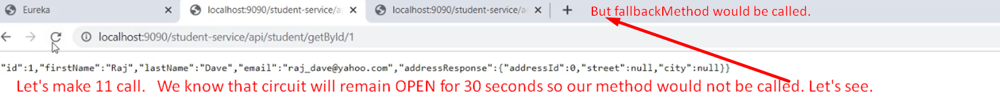 Eureka
localhost:9090/student-service/a
localhost:9090/student-service/a
But fallbackMethod would be called.
localhost:9090/student-service/api/student/getById/1
"id":1,"firstName":"Raj","lastName":"Dave","email":"raj_dave@yahoo.com","addressResponse":{"addressId":0,"street":null,"city":null}}
Let's make 11 call. We know that circuit will remain OPEN for 30 seconds so our method would not be called. Let's see.